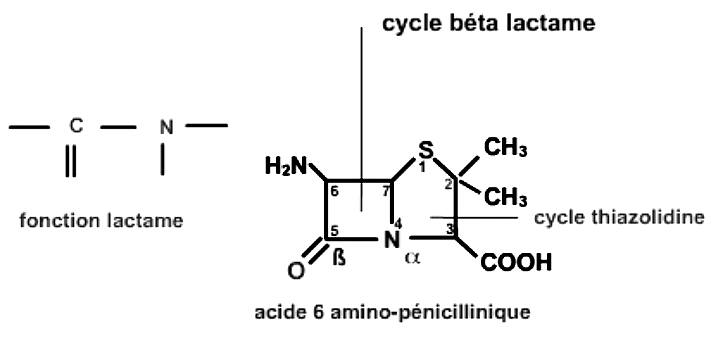 cycle béta lactame
C N
fonction lactame
H₂N
S
1
CH₃
2
CH₃
6
7
5
4
3
N
O
ß
α
COOH
cycle thiazolidine
acide 6 amino-pénicillinique